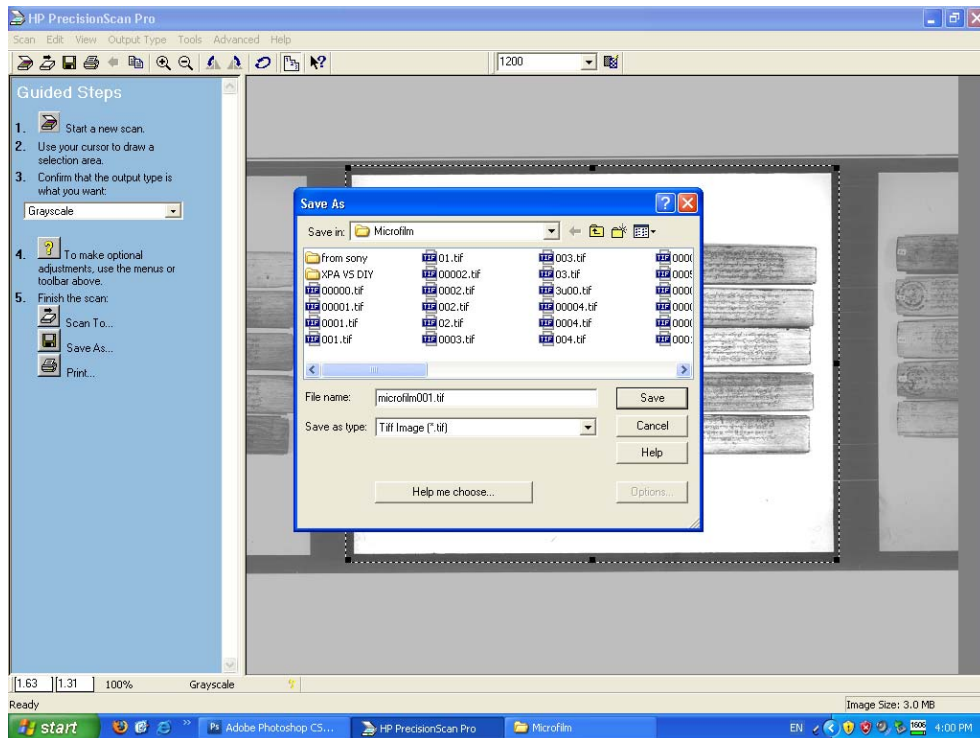 HP PrecisionScan Pro
Scan Edit View Output Type Tools Advanced Help
1200
Guided Steps
1. Start a new scan.
2. Use your cursor to draw a
selection area.
3. Confirm that the output type is
what you want:
Grayscale
4. To make optional
adjustments, use the menus or
toolbar above.
5. Finish the scan:
Scan To...
Save As...
Print...
Save As
Save in: Microfilm
from sony 01.tif 003.tif
XPA VS DIY 00002.tif 03.tif
00000.tif 0002.tif 3u00.tif
00001.tif 002.tif 00004.tif
0001.tif 02.tif 0004.tif
001.tif 0003.tif 004.tif
File name: microfilm001.tif Save
Save as type: Tiff Image (*.tif) Cancel
Help
Help me choose... Options...
1.63 1.31 100% Grayscale
Ready Image Size: 3.0 MB
start Adobe Photoshop CS... HP PrecisionScan Pro Microfilm EN 4:00 PM